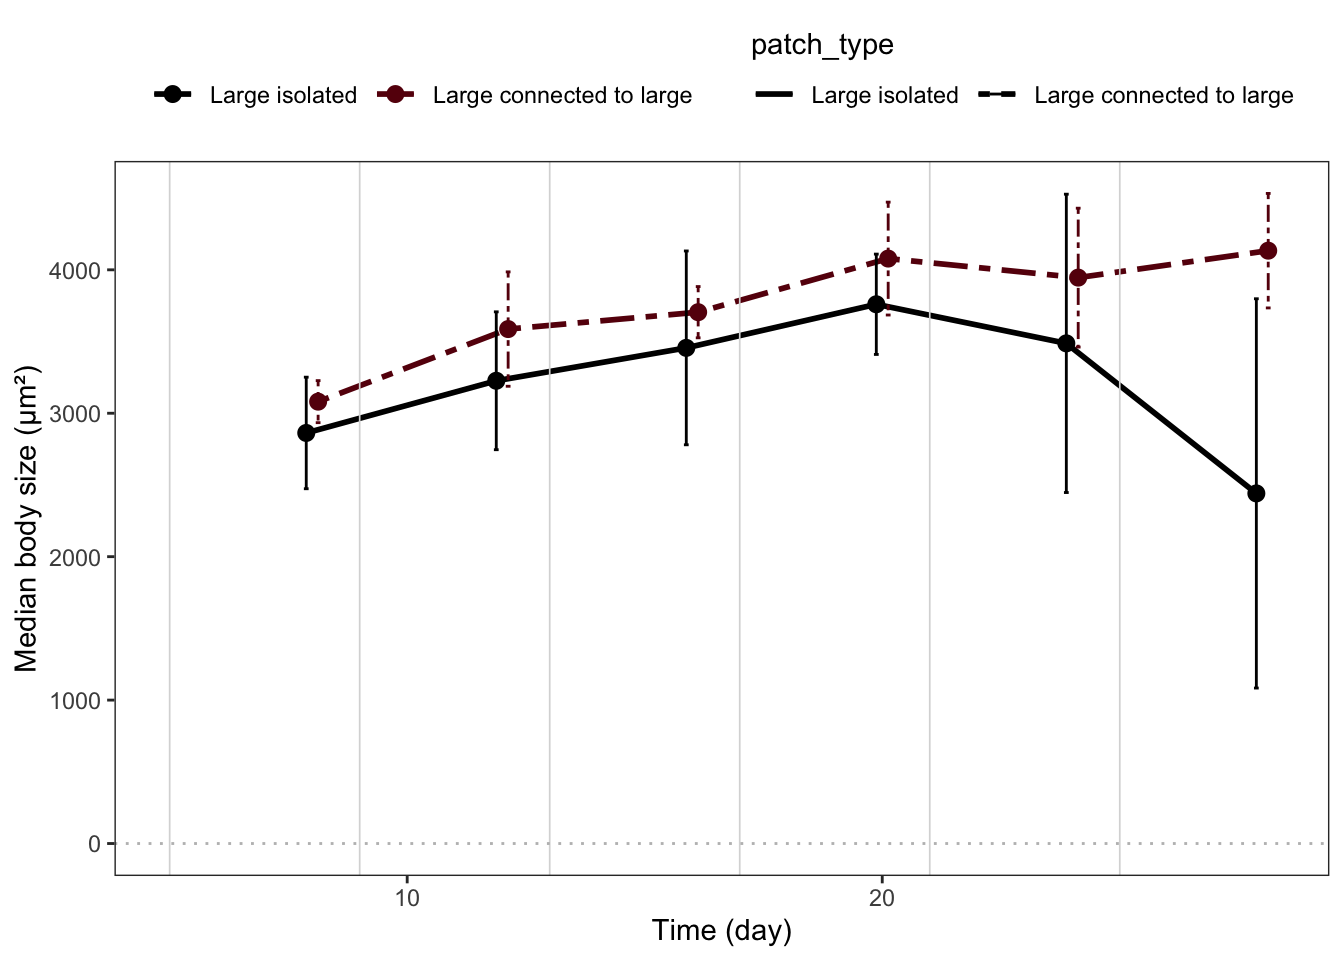 patch_type
Large isolated Large connected to large Large isolated Large connected to large
4000
3000
2000
1000
0
Median body size (µm²)
10 20
Time (day)